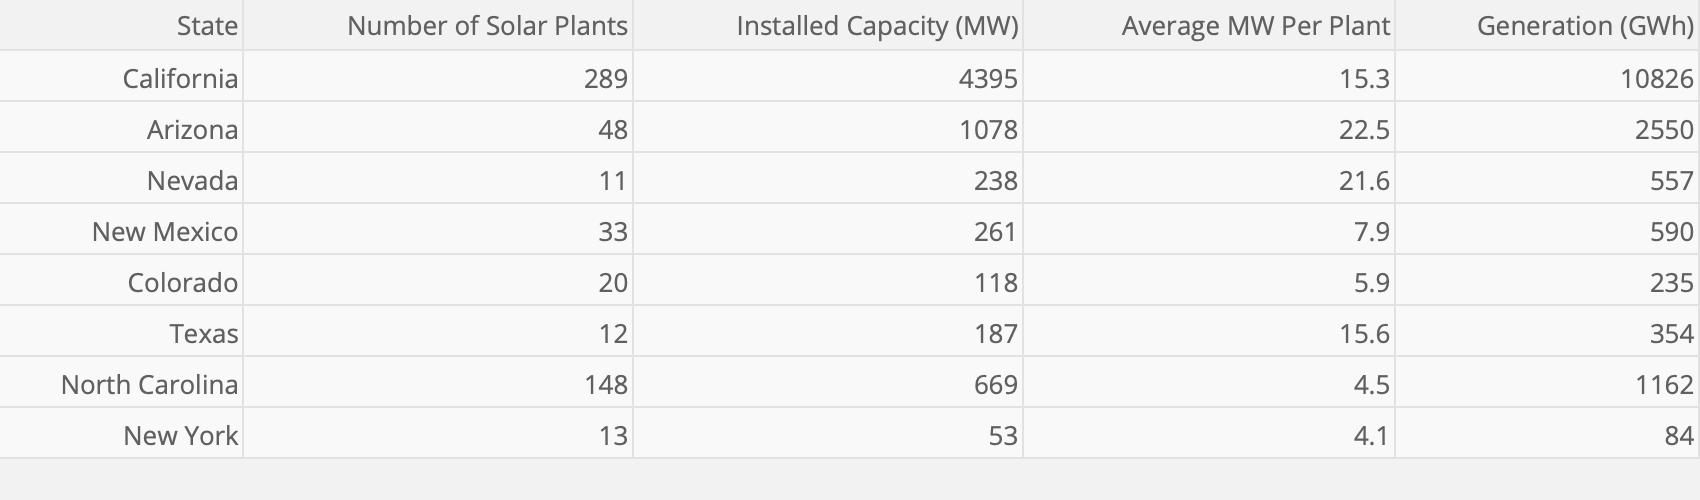 State Number of Solar Plants Installed Capacity (MW) Average MW Per Plant Generation (GWh)
California 289 4395 15.3 10826
Arizona 48 1078 22.5 2550
Nevada 11 238 21.6 557
New Mexico 33 261 7.9 590
Colorado 20 118 5.9 235
Texas 12 187 15.6 354
North Carolina 148 669 4.5 1162
New York 13 53 4.1 84